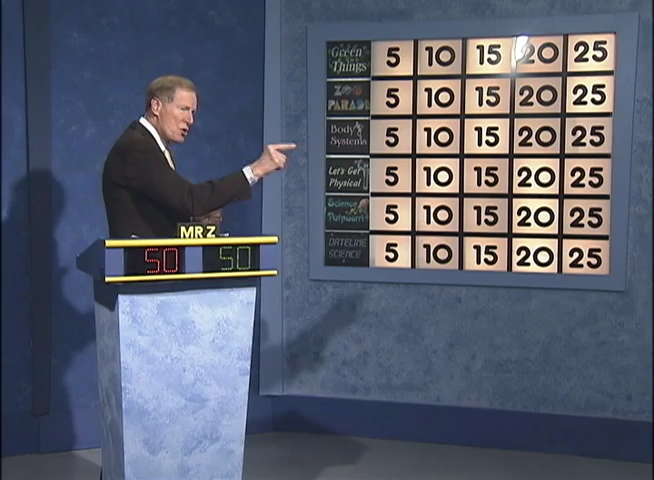 Green Things 5 10 15 20 25
ZOO PARADE 5 10 15 20 25
Body Systems 5 10 15 20 25
Let's Get Physical 5 10 15 20 25
Science Potpourri 5 10 15 20 25
DATELINE SCIENCE 5 10 15 20 25
MR Z
50 50